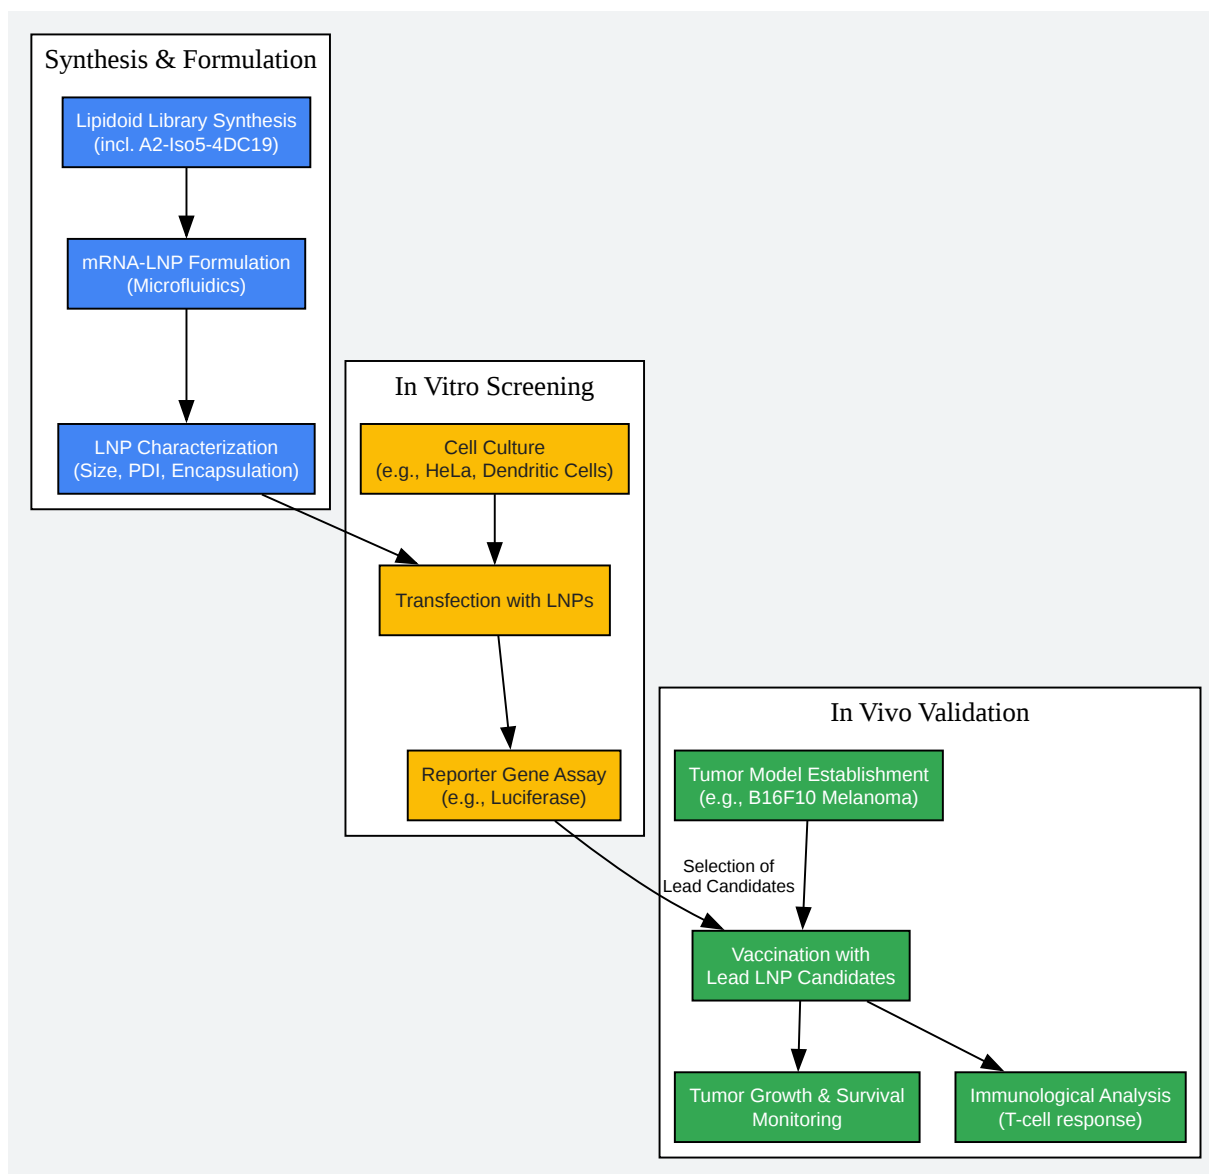 Synthesis & Formulation
Lipidoid Library Synthesis
(incl. A2-Iso5-4DC19)
mRNA-LNP Formulation
(Microfluidics)
LNP Characterization
(Size, PDI, Encapsulation)
In Vitro Screening
Cell Culture
(e.g., HeLa, Dendritic Cells)
Transfection with LNPs
Reporter Gene Assay
(e.g., Luciferase)
In Vivo Validation
Tumor Model Establishment
(e.g., B16F10 Melanoma)
Selection of
Lead Candidates
Vaccination with
Lead LNP Candidates
Tumor Growth & Survival
Monitoring
Immunological Analysis
(T-cell response)